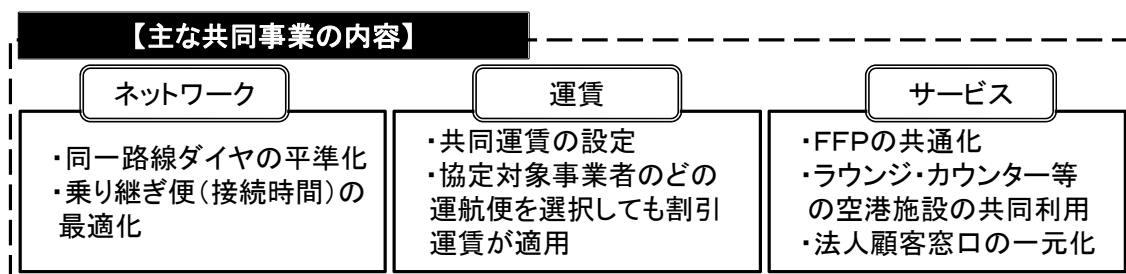 【主な共同事業の内容】
ネットワーク
・同一路線ダイヤの平準化
・乗り継ぎ便(接続時間)の
最適化
運賃
・共同運賃の設定
・協定対象事業者のどの
運航便を選択しても割引
運賃が適用
サービス
・FFPの共通化
・ラウンジ・カウンター等
の空港施設の共同利用
・法人顧客窓口の一元化